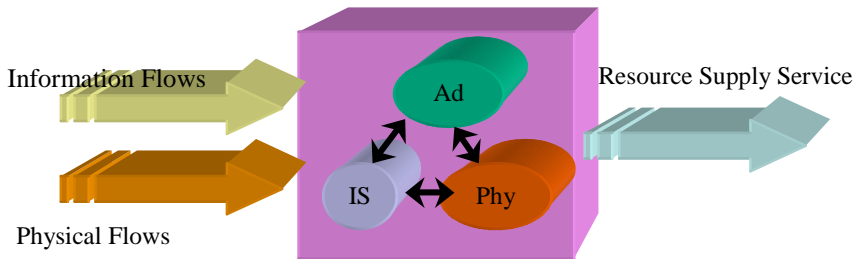 Information Flows
Resource Supply Service
Ad
IS
Phy
Physical Flows